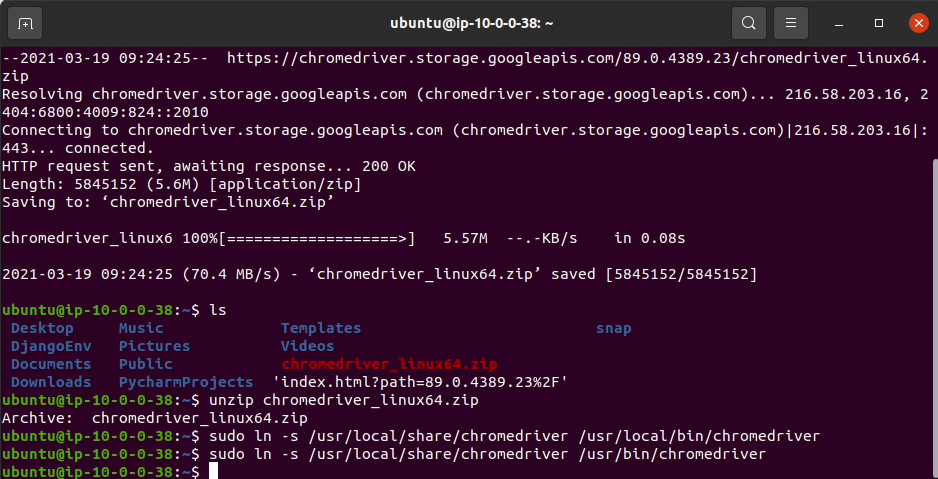 ubuntu@ip-10-0-0-38: ~
--2021-03-19 09:24:25--  https://chromedriver.storage.googleapis.com/89.0.4389.23/chromedriver_linux64.
zip
Resolving chromedriver.storage.googleapis.com (chromedriver.storage.googleapis.com)... 216.58.203.16, 2
404:6800:4009:824::2010
Connecting to chromedriver.storage.googleapis.com (chromedriver.storage.googleapis.com)|216.58.203.16|:
443... connected.
HTTP request sent, awaiting response... 200 OK
Length: 5845152 (5.6M) [application/zip]
Saving to: ‘chromedriver_linux64.zip’
chromedriver_linux6 100%[===================>]   5.57M  --.-KB/s    in 0.08s
2021-03-19 09:24:25 (70.4 MB/s) - ‘chromedriver_linux64.zip’ saved [5845152/5845152]
ubuntu@ip-10-0-0-38:~$ ls
Desktop     Music             Templates                          snap
DjangoEnv   Pictures          Videos
Documents   Public            chromedriver_linux64.zip
Downloads   PycharmProjects  'index.html?path=89.0.4389.23%2F'
ubuntu@ip-10-0-0-38:~$ unzip chromedriver_linux64.zip
Archive:  chromedriver_linux64.zip
ubuntu@ip-10-0-0-38:~$ sudo ln -s /usr/local/share/chromedriver /usr/local/bin/chromedriver
ubuntu@ip-10-0-0-38:~$ sudo ln -s /usr/local/share/chromedriver /usr/bin/chromedriver
ubuntu@ip-10-0-0-38:~$